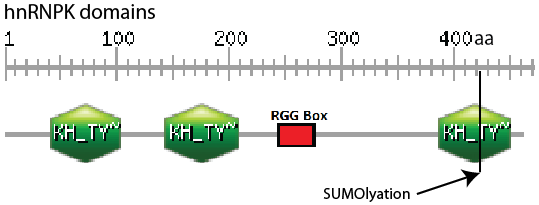 hnRNPK domains
1 100 200 300 400aa
RGG Box
KH_TY~ KH_TY~ KH_TY~
SUMOlyation